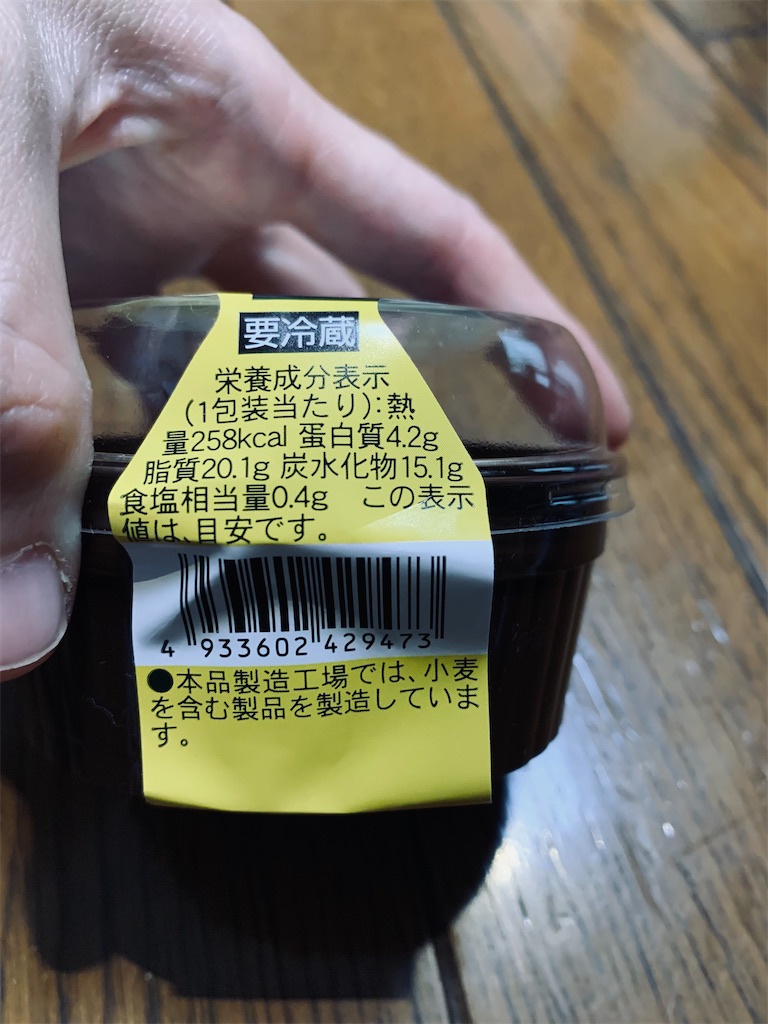 要冷蔵
栄養成分表示
(1包装当たり):熱
量258kcal 蛋白質4.2g
脂質20.1g 炭水化物15.1g
食塩相当量0.4g この表示
値は、目安です。
4 933602 429473
●本品製造工場では、小麦
を含む製品を製造していま
す。